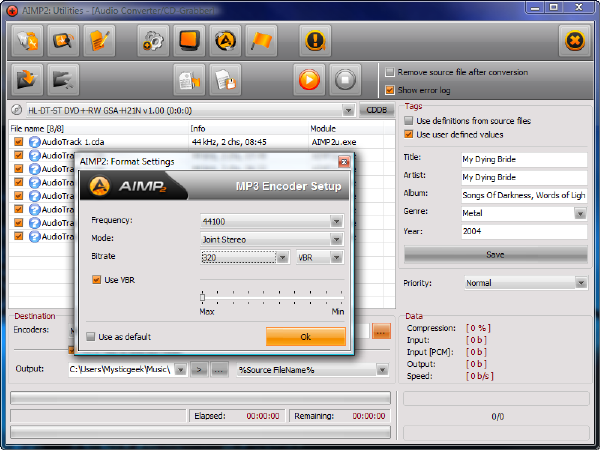 AIMP2: Utilities - [Audio Converter/CD-Grabber]
Remove source file after conversion
Show error log
HL-DT-ST DVD+-RW GSA-H21N v1.00 (0:0:0)
CDDB
File name [8/8] Info Module
AudioTrack 1.cda 44 kHz, 2 chs, 08:45 AIMP2u.exe
AudioTra
AudioTra
AudioTra
AudioTra
AudioTra
AudioTra
AudioTra
AIMP2: Format Settings
AIMP2
MP3 Encoder Setup
Frequency: 44100
Mode: Joint Stereo
Bitrate 320 VBR
Use VBR
Max Min
Use as default
Ok
Tags
Use definitions from source files
Use user defined values
Title: My Dying Bride
Artist: My Dying Bride
Album: Songs Of Darkness, Words of Ligh
Genre: Metal
Year: 2004
Save
Priority: Normal
Destination
Encoders:
...
Output: C:\Users\Mysticgeek\Music\ > ... %Source FileName%
Data
Compression: [ 0 % ]
Input: [ 0 b ]
Input [PCM]: [ 0 b ]
Output: [ 0 b ]
Speed: [ 0 b/s ]
Elapsed: 00:00:00 Remaining: 00:00:00
0/0